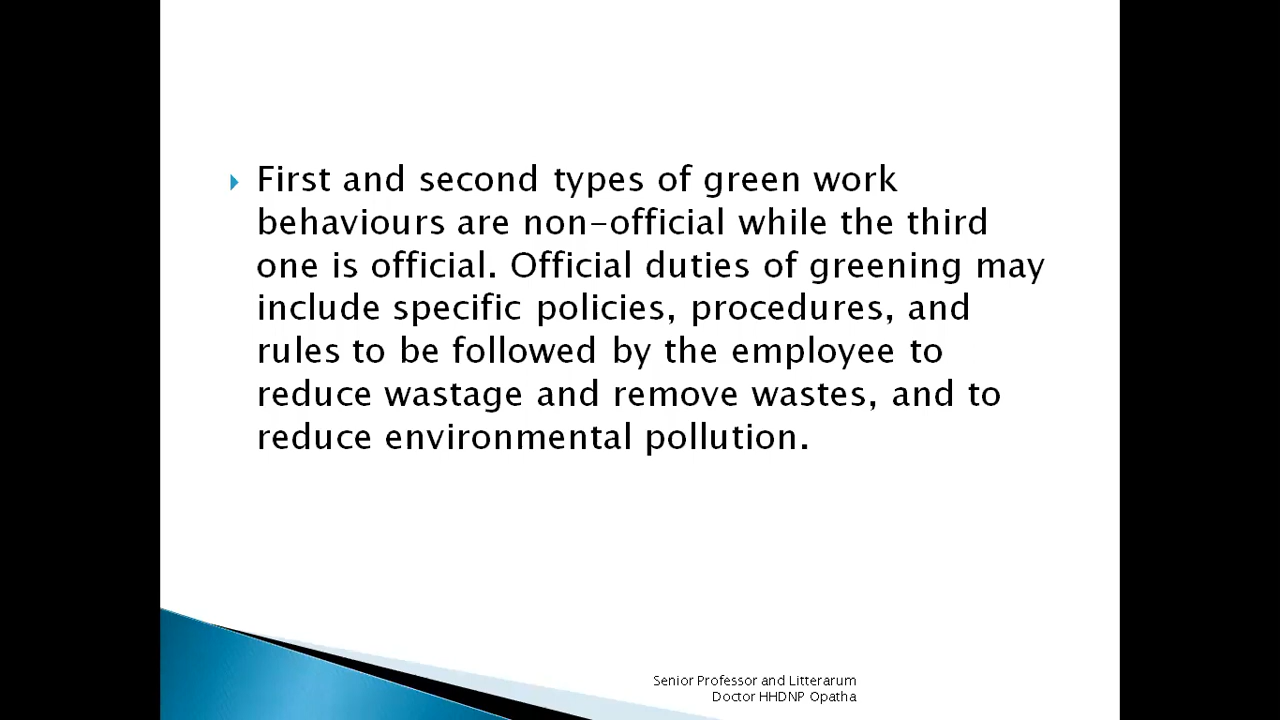 First and second types of green work
behaviours are non-official while the third
one is official. Official duties of greening may
include specific policies, procedures, and
rules to be followed by the employee to
reduce wastage and remove wastes, and to
reduce environmental pollution.
Senior Professor and Litterarum
Doctor HHDNP Opatha